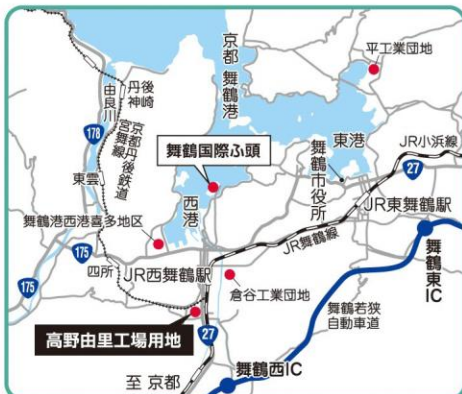 平工業団地
京都 舞鶴港
丹後
神崎
由良川
178
京都丹後鉄道
宮舞線
東雲
舞鶴国際ふ頭
西港
東港
舞鶴市役所
JR小浜線
27
JR東舞鶴駅
JR舞鶴線
舞鶴港西港喜多地区
175
四所
JR西舞鶴駅
175
倉谷工業団地
舞鶴東IC
高野由里工場用地
27
舞鶴若狭
自動車道
至 京都
舞鶴西IC